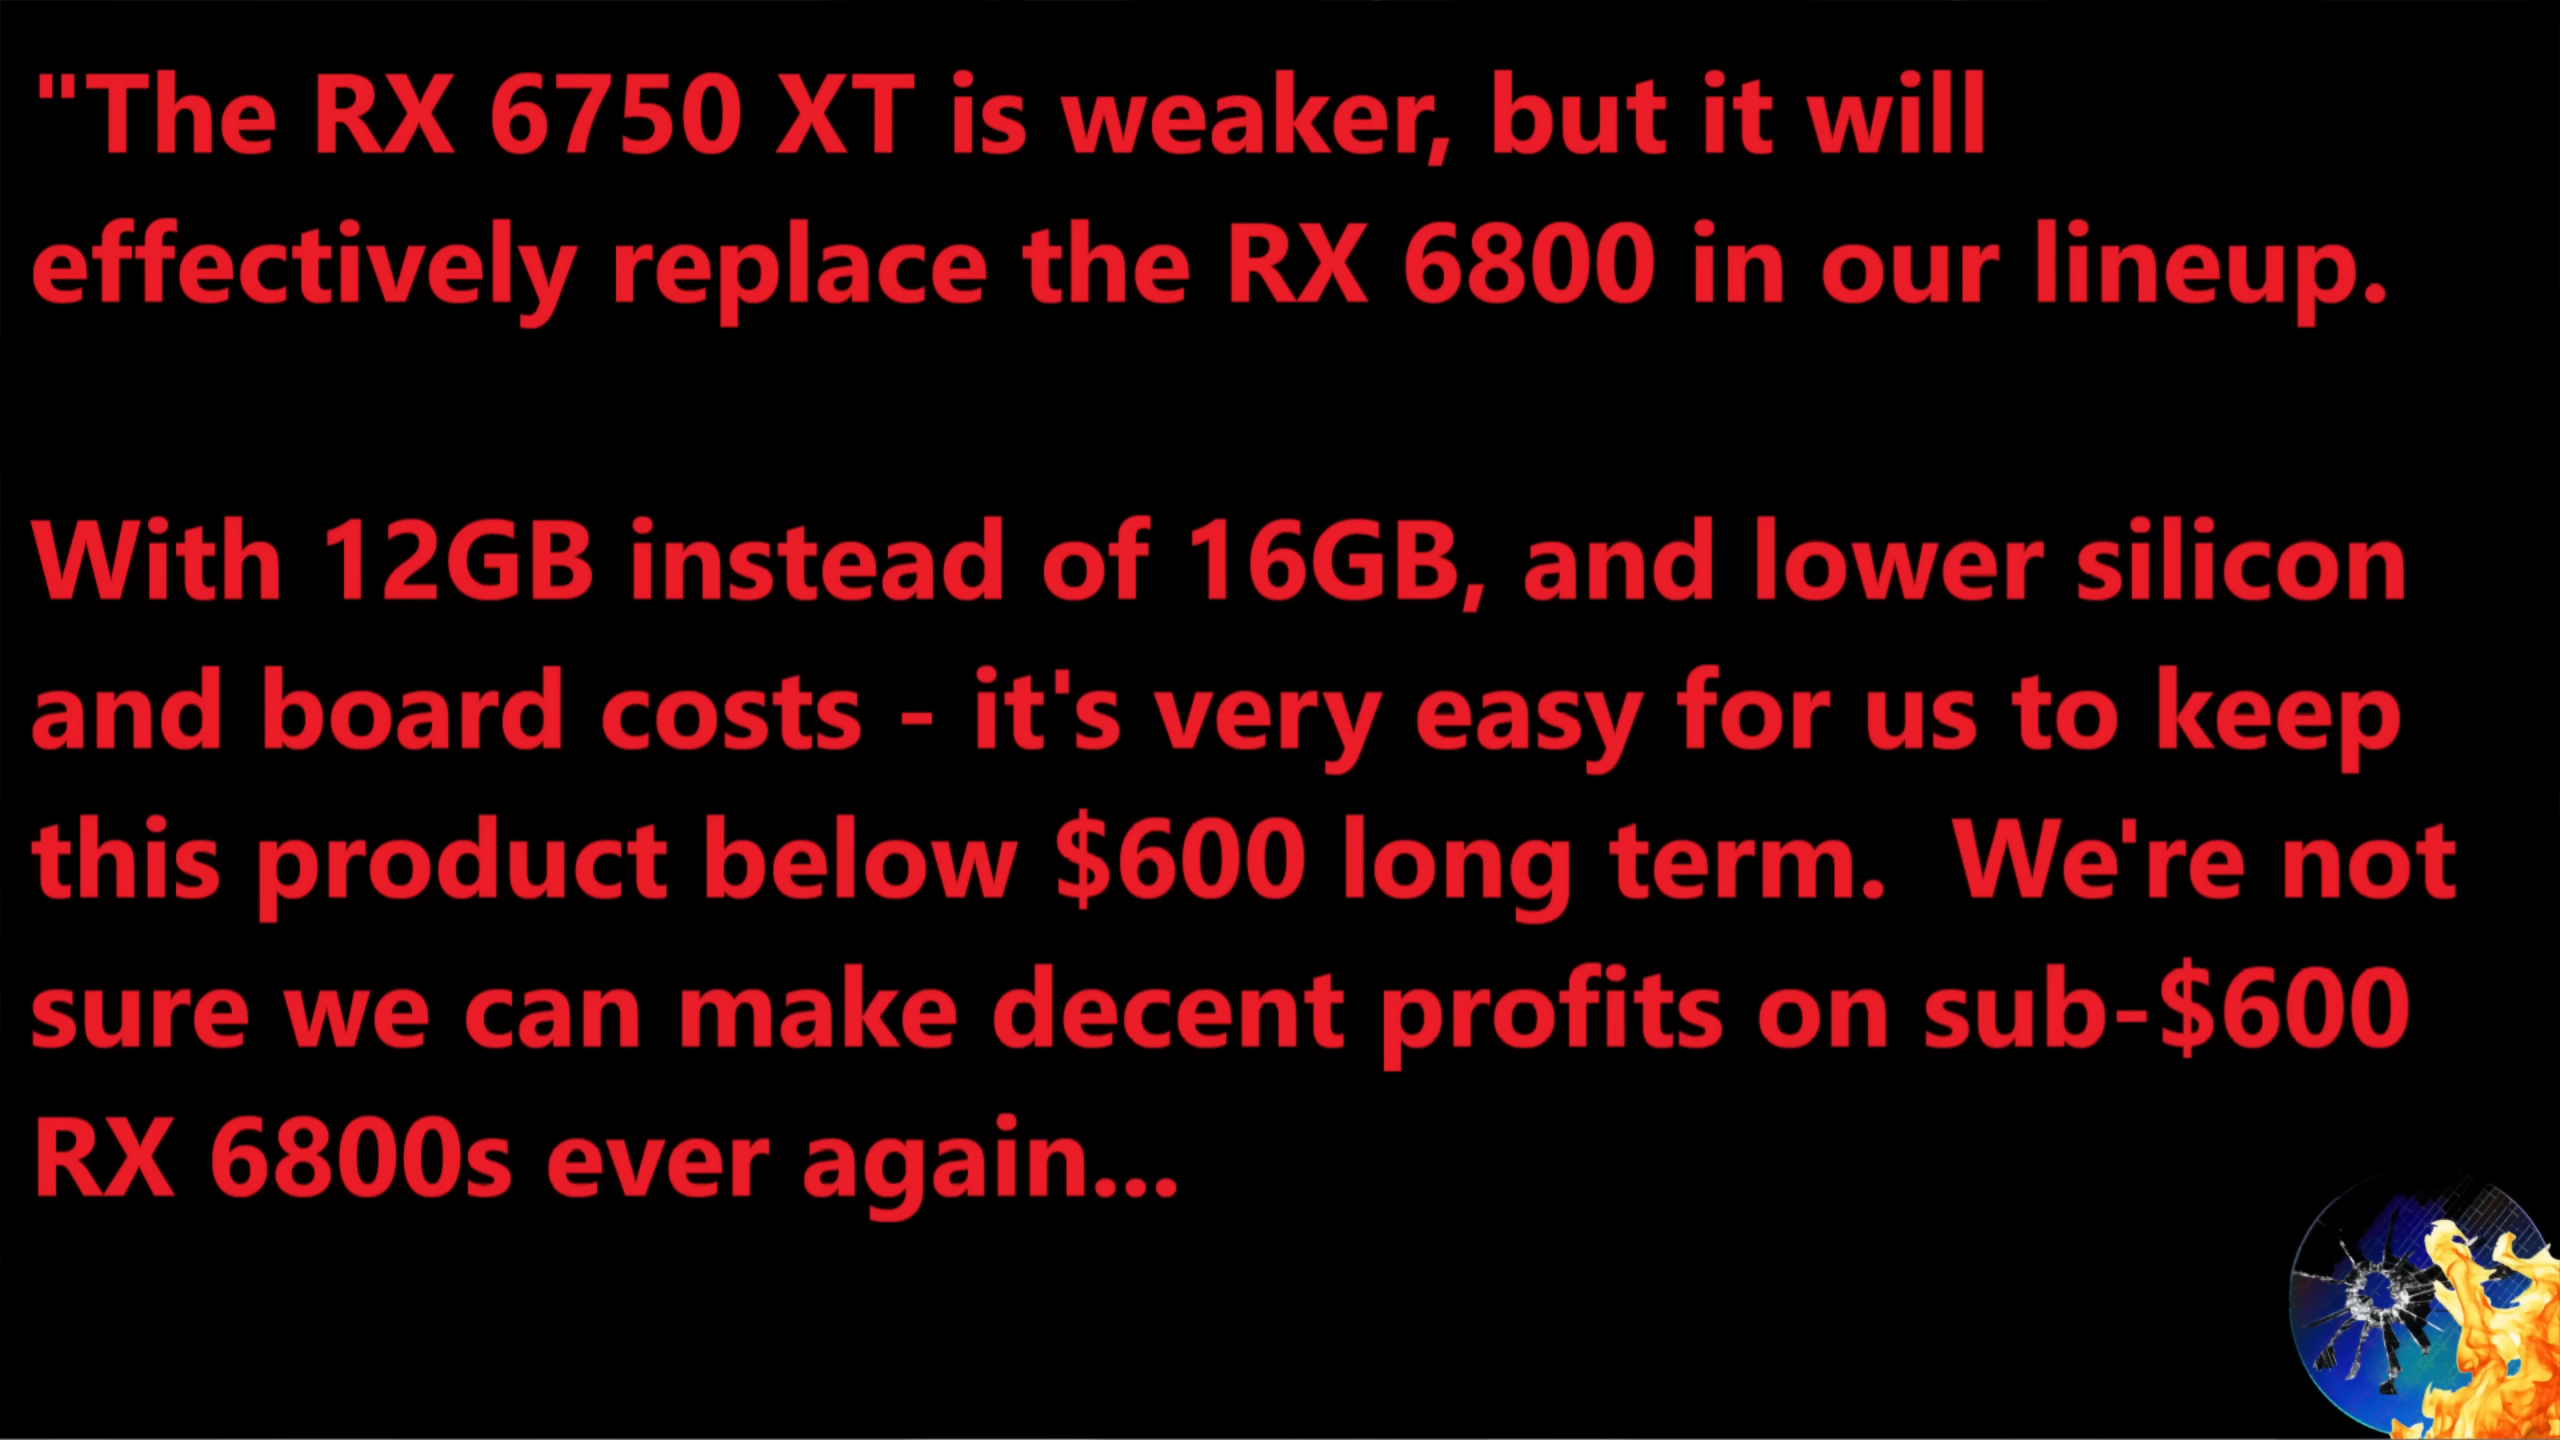 "The RX 6750 XT is weaker, but it will
effectively replace the RX 6800 in our lineup.
With 12GB instead of 16GB, and lower silicon
and board costs - it's very easy for us to keep
this product below $600 long term.  We're not
sure we can make decent profits on sub-$600
RX 6800s ever again...